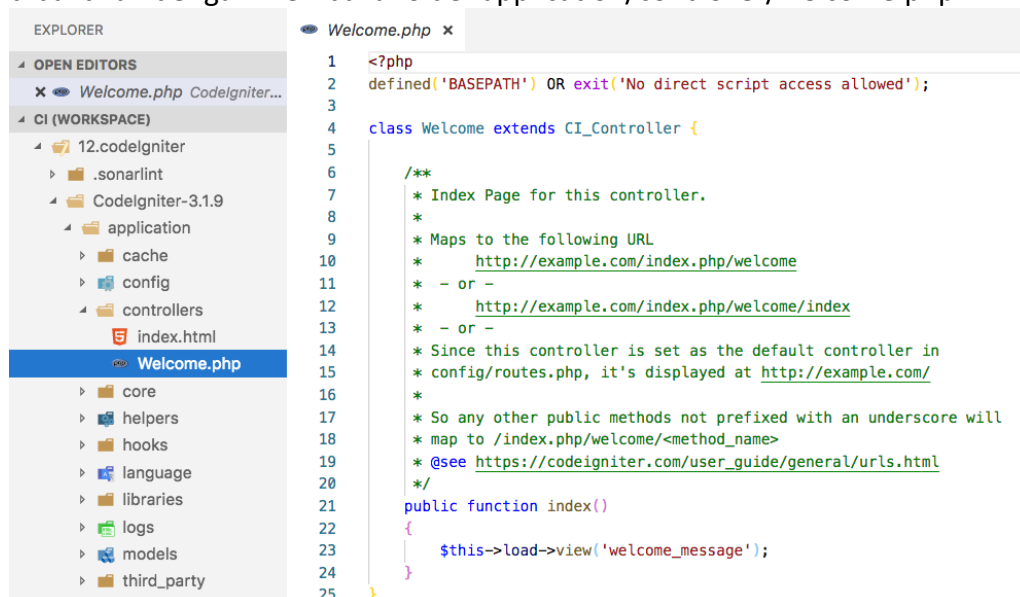 dengan membuka folder
EXPLORER
OPEN EDITORS
X Welcome.php CodeIgniter...
CI (WORKSPACE)
12.codeIgniter
.sonarlint
CodeIgniter-3.1.9
application
cache
config
controllers
index.html
Welcome.php
core
helpers
hooks
language
libraries
logs
models
third_party
Welcome.php ×
1 <?php
2 defined('BASEPATH') OR exit('No direct script access allowed');
3
4 class Welcome extends CI_Controller {
5
6 /**
7 * Index Page for this controller.
8 *
9 * Maps to the following URL
10 * http://example.com/index.php/welcome
11 * - or -
12 * http://example.com/index.php/welcome/index
13 * - or -
14 * Since this controller is set as the default controller in
15 * config/routes.php, it's displayed at http://example.com/
16 *
17 * So any other public methods not prefixed with an underscore will
18 * map to /index.php/welcome/<method_name>
19 * @see https://codeigniter.com/user_guide/general/urls.html
20 */
21 public function index()
22 {
23 $this->load->view('welcome_message');
24 }
25 }